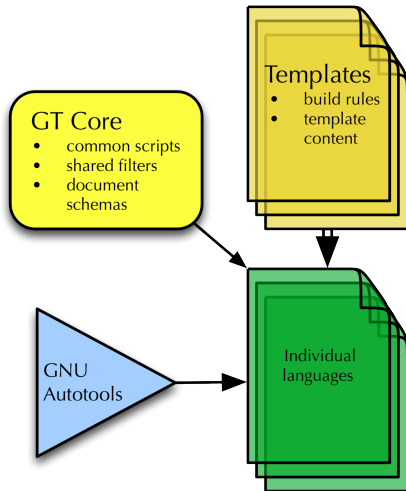 Templates
• build rules
• template
content
GT Core
• common scripts
• shared filters
• document
schemas
Individual
languages
GNU
Autotools